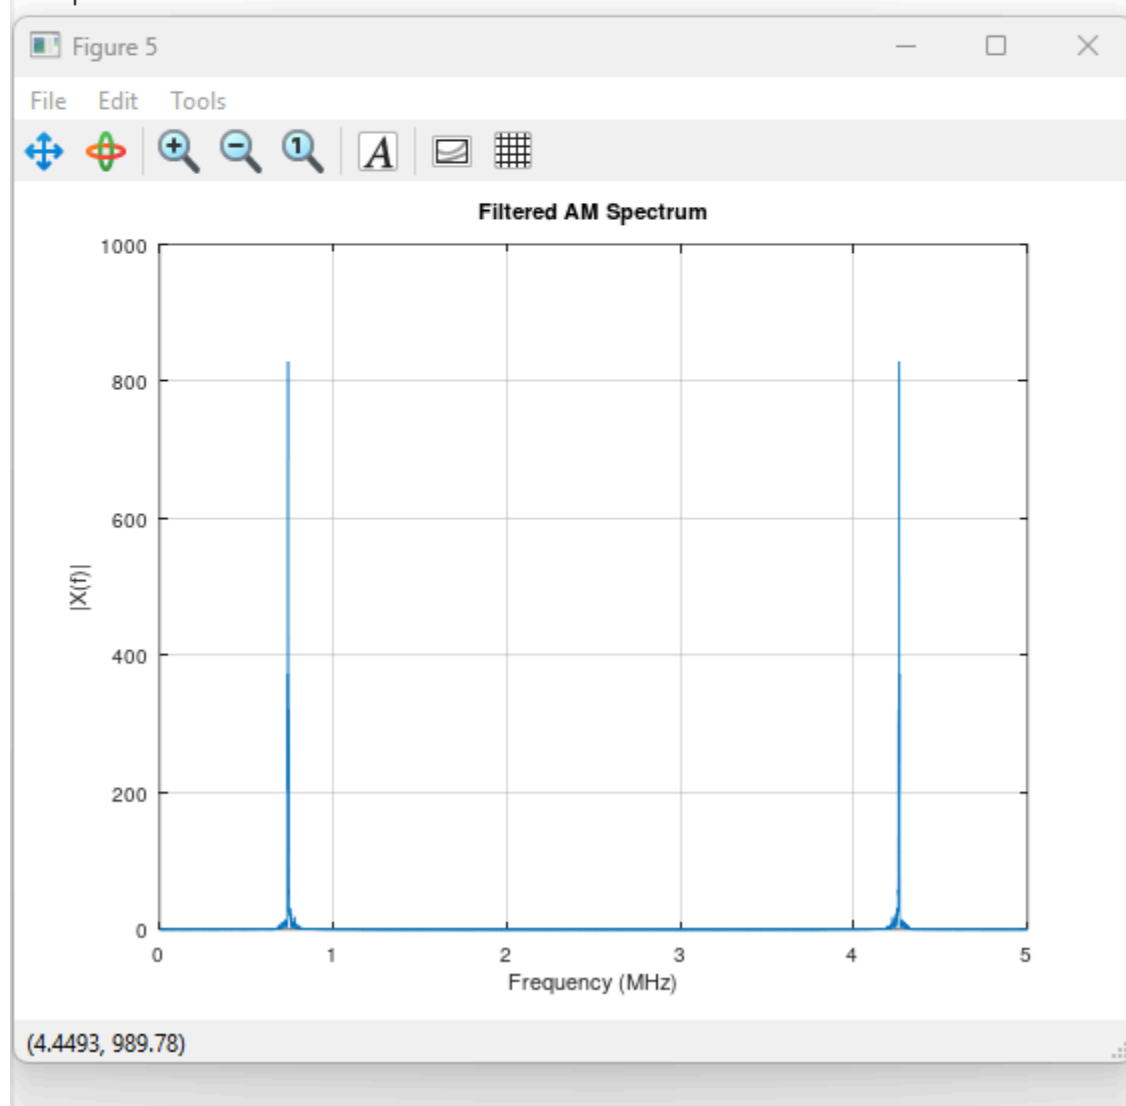 Figure 5
File Edit Tools
1
A
Filtered AM Spectrum
1000
800
600
400
200
0
|X(f)|
0 1 2 3 4 5
Frequency (MHz)
(4.4493, 989.78)